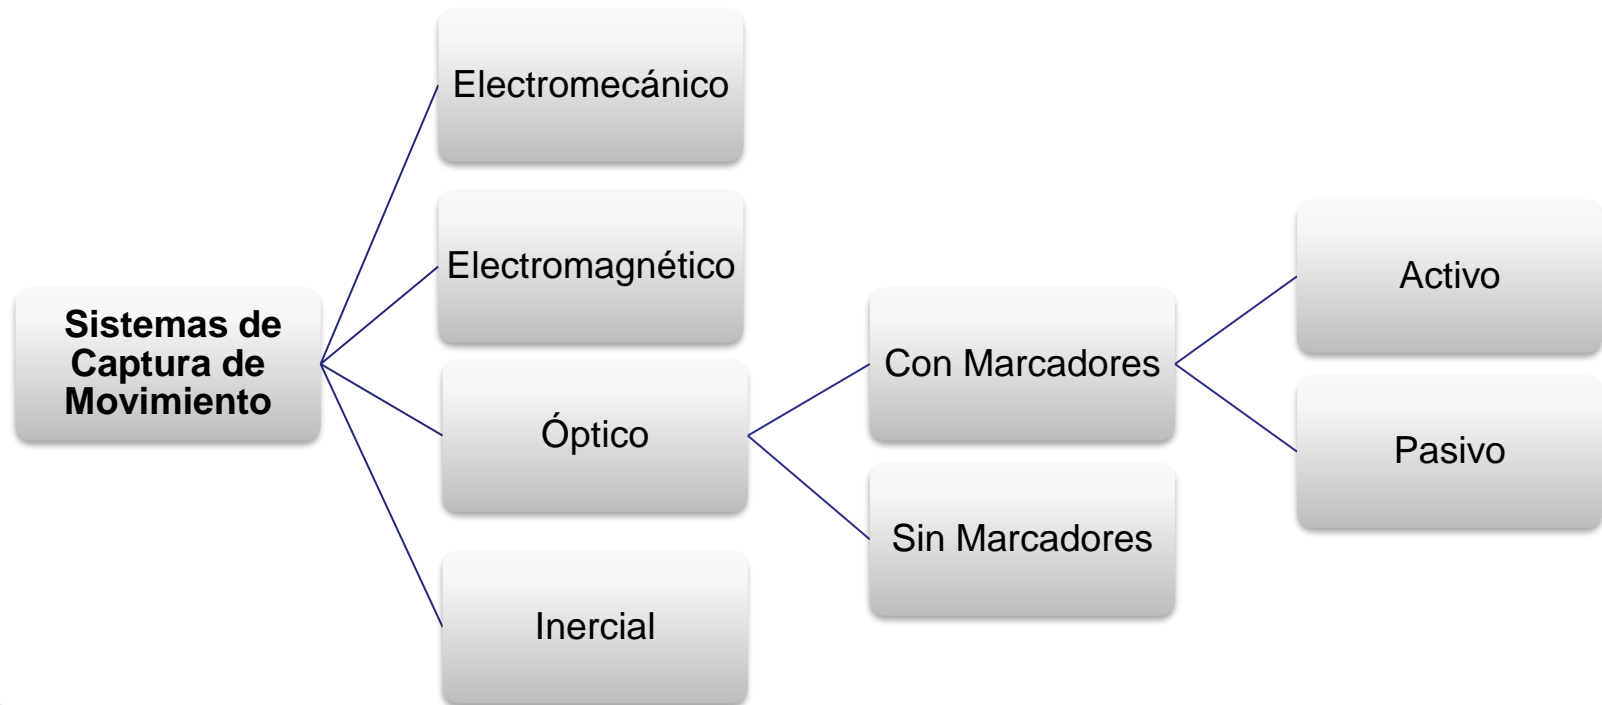 Sistemas de
Captura de
Movimiento
Electromecánico
Electromagnético
Óptico
Inercial
Con Marcadores
Sin Marcadores
Activo
Pasivo